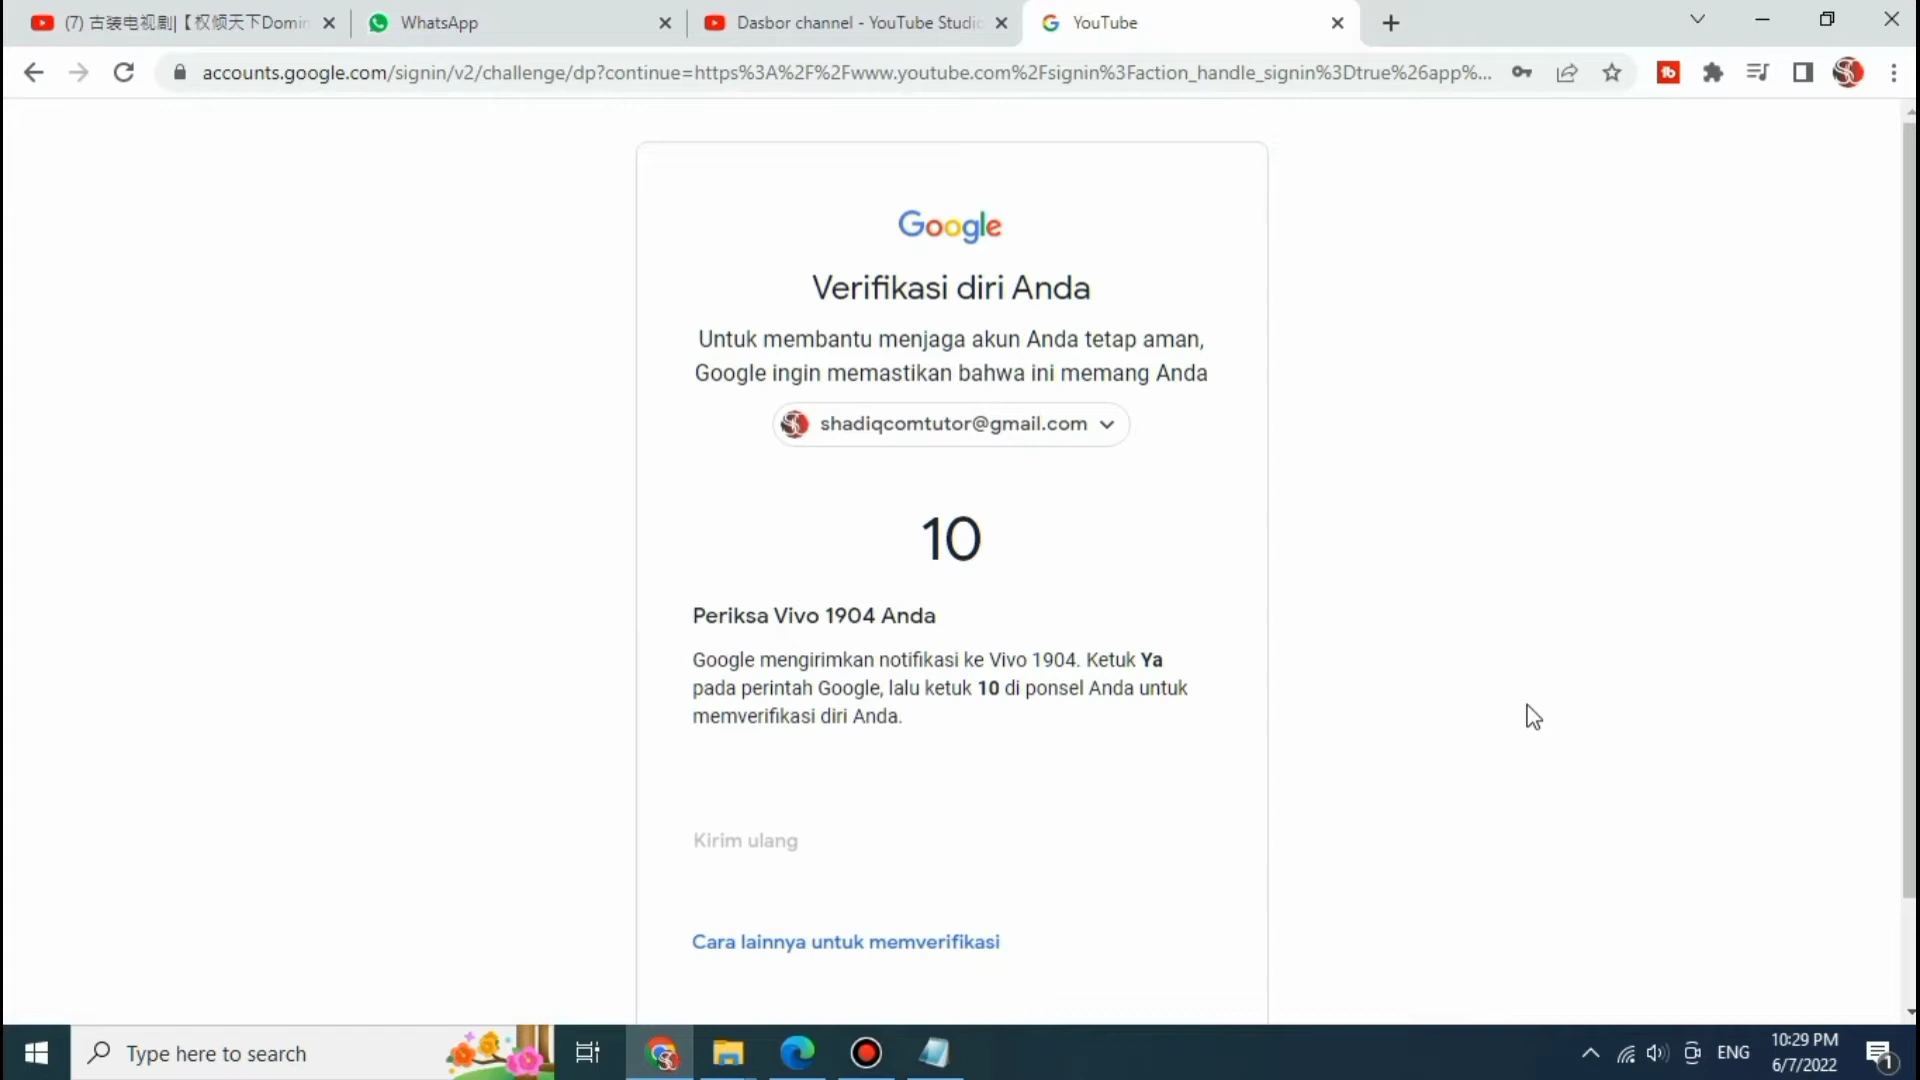 (7) 古装电视剧|【权倾天下Domin
WhatsApp
Dasbor channel - YouTube Studio
YouTube
accounts.google.com/signin/v2/challenge/dp?continue=https%3A%2F%2Fwww.youtube.com%2Fsignin%3Faction_handle_signin%3Dtrue%26app%...
Google
Verifikasi diri Anda
Untuk membantu menjaga akun Anda tetap aman,
Google ingin memastikan bahwa ini memang Anda
shadiqcomtutor@gmail.com
10
Periksa Vivo 1904 Anda
Google mengirimkan notifikasi ke Vivo 1904. Ketuk Ya
pada perintah Google, lalu ketuk 10 di ponsel Anda untuk
memverifikasi diri Anda.
Kirim ulang
Cara lainnya untuk memverifikasi
Type here to search
ENG
10:29 PM
6/7/2022
1